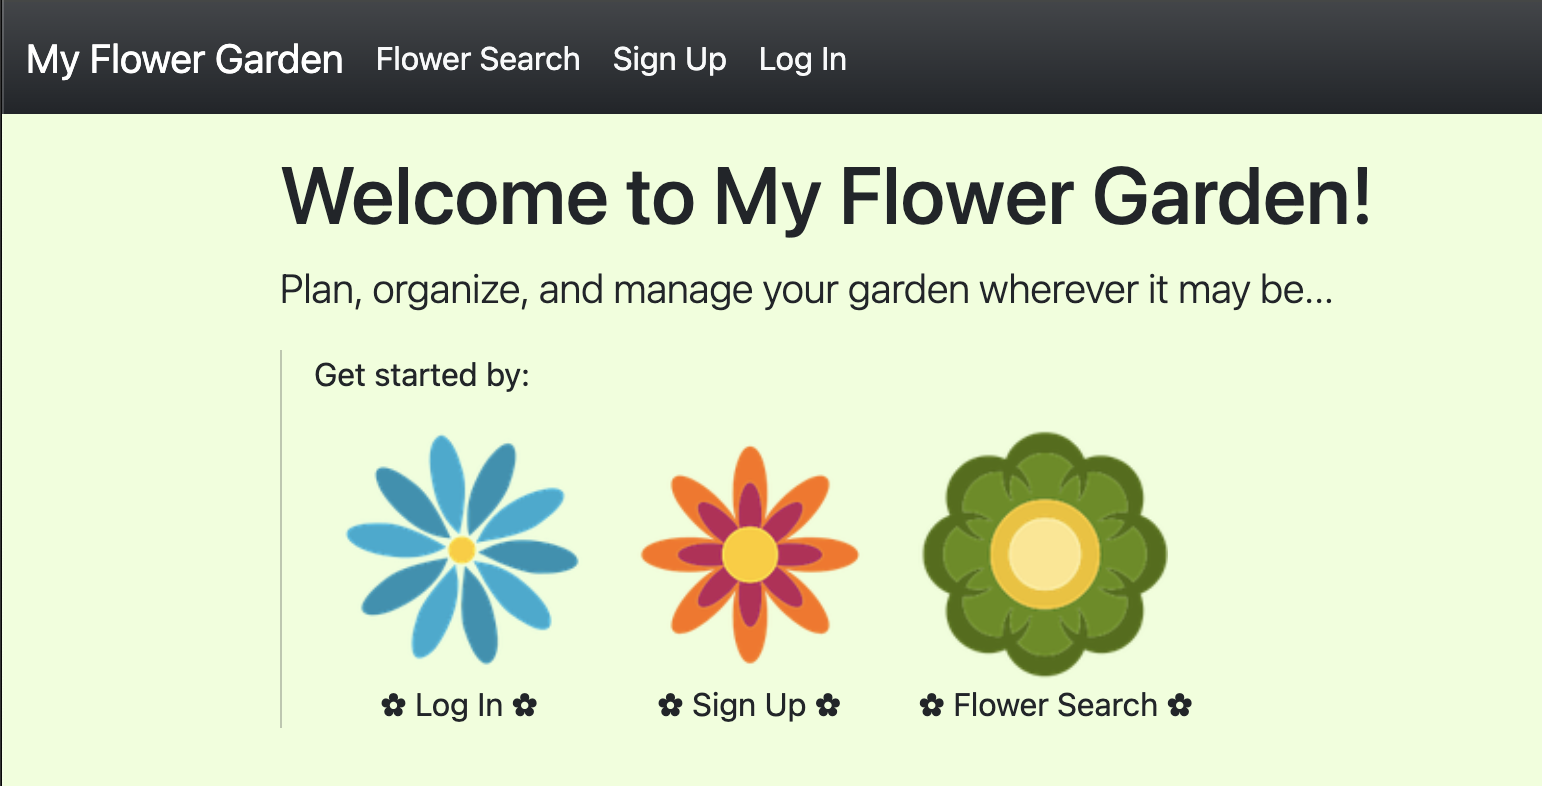 My Flower Garden Flower Search Sign Up Log In
Welcome to My Flower Garden!
Plan, organize, and manage your garden wherever it may be...
Get started by:
✿ Log In ✿ ✿ Sign Up ✿ ✿ Flower Search ✿